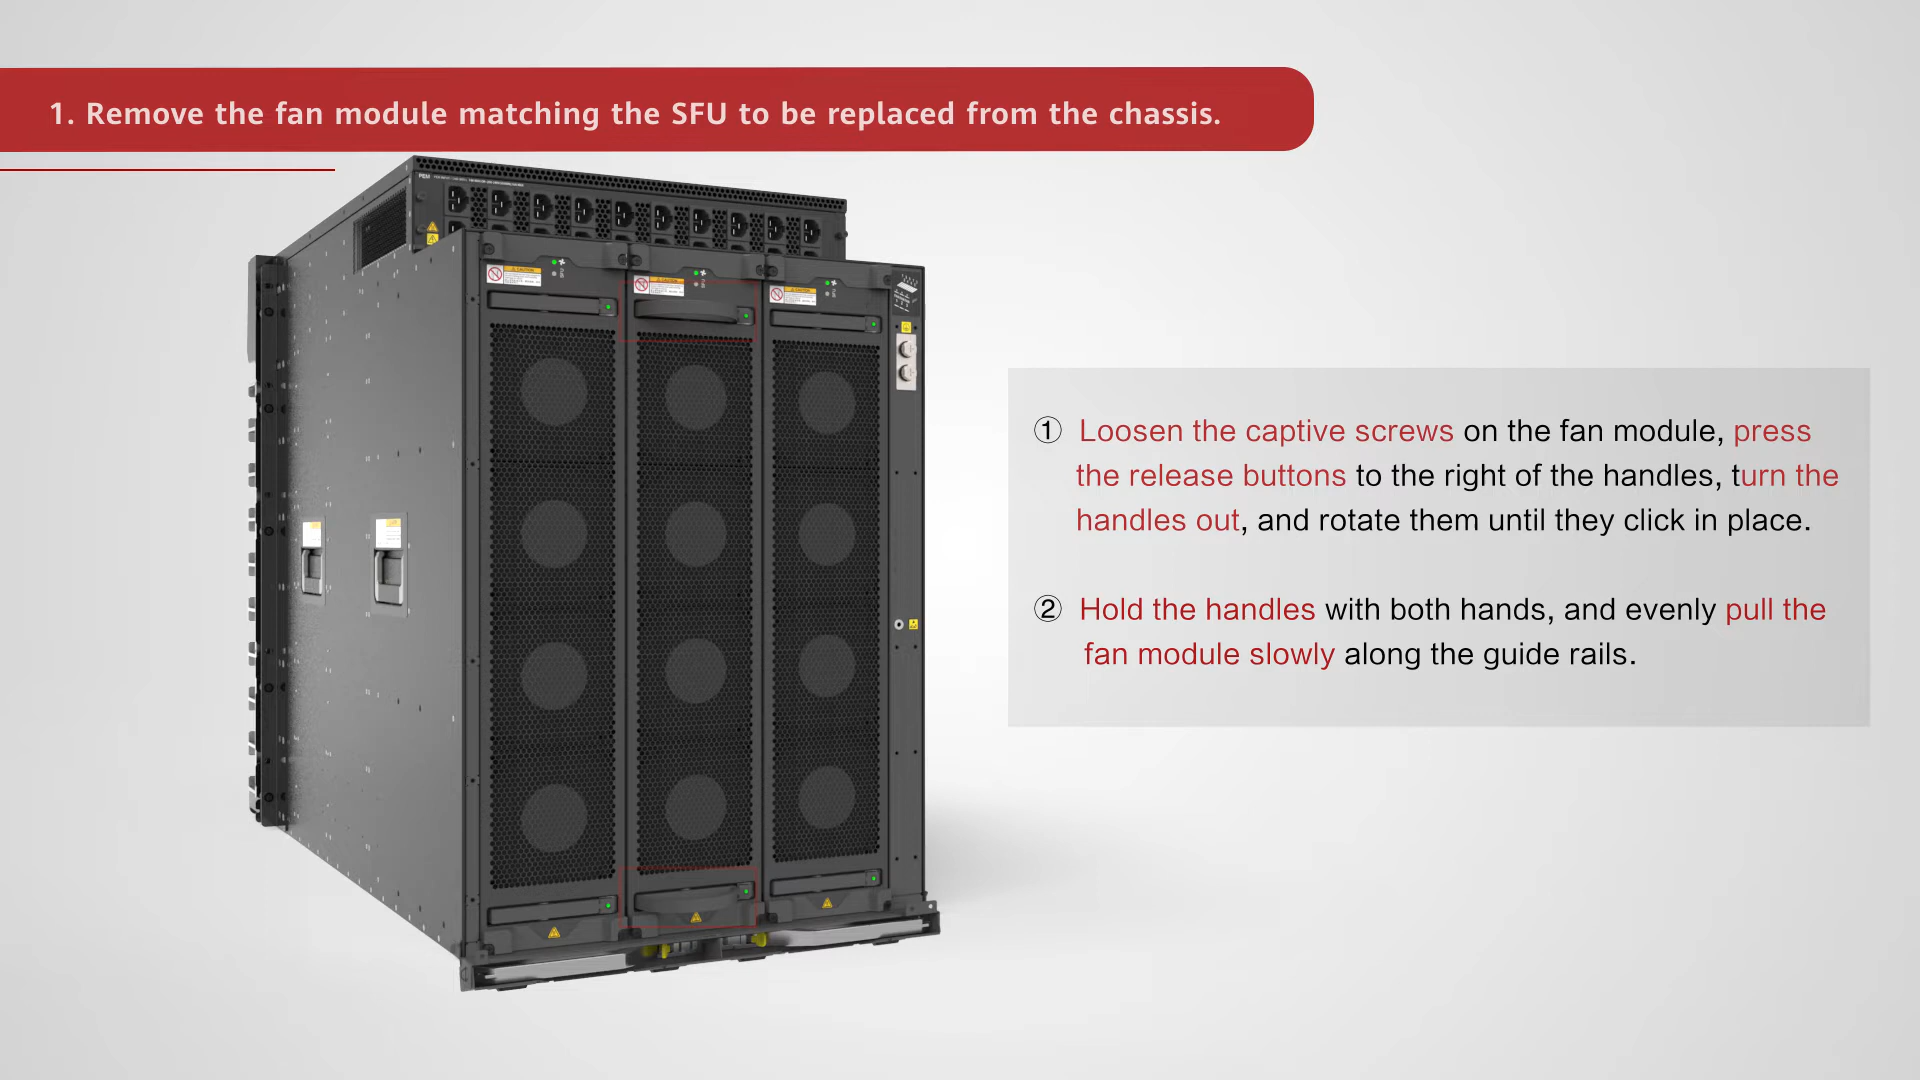 1. Remove the fan module matching the SFU to be replaced from the chassis.
① Loosen the captive screws on the fan module, press
the release buttons to the right of the handles, turn the
handles out, and rotate them until they click in place.
② Hold the handles with both hands, and evenly pull the
fan module slowly along the guide rails.